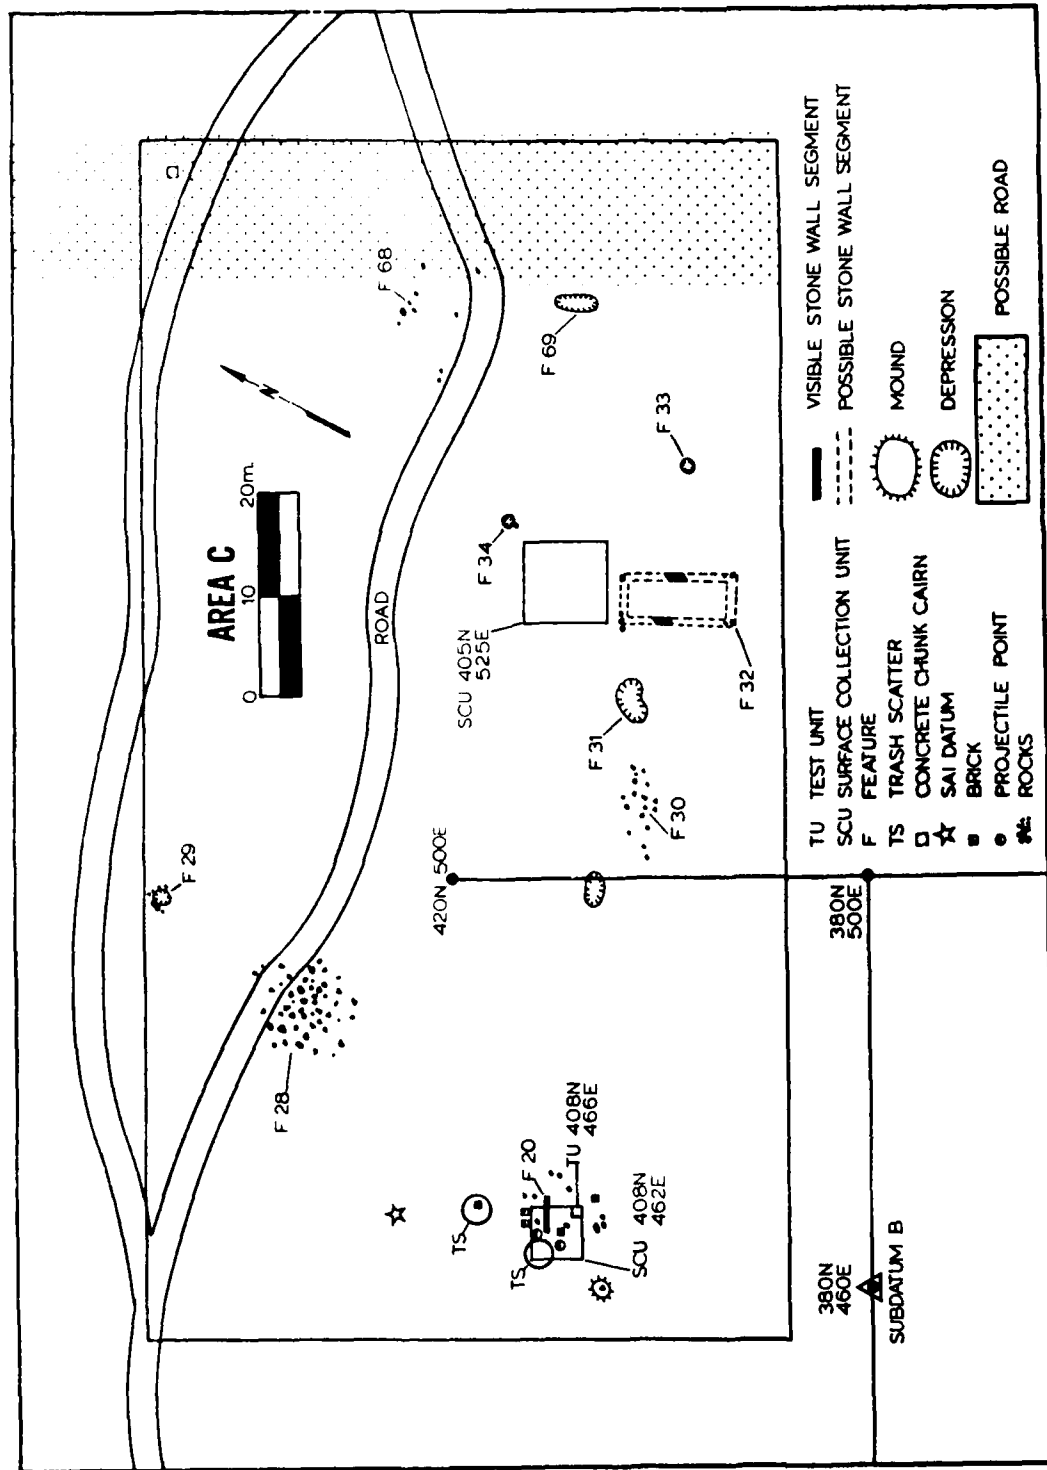 AREA C
0 10 20m.
N
ROAD
F 29
F 28
F 68
F 69
F 33
F 34
SCU 405N
525E
F 31
F 30
F 32
420N 500E
TS
TS
F 20
TU 408N
466E
SCU 408N
462E
380N
500E
380N
460E
SUBDATUM B
TU TEST UNIT
SCU SURFACE COLLECTION UNIT
F FEATURE
TS TRASH SCATTER
CONCRETE CHUNK CAIRN
SAI DATUM
BRICK
PROJECTILE POINT
ROCKS
VISIBLE STONE WALL SEGMENT
POSSIBLE STONE WALL SEGMENT
MOUND
DEPRESSION
POSSIBLE ROAD